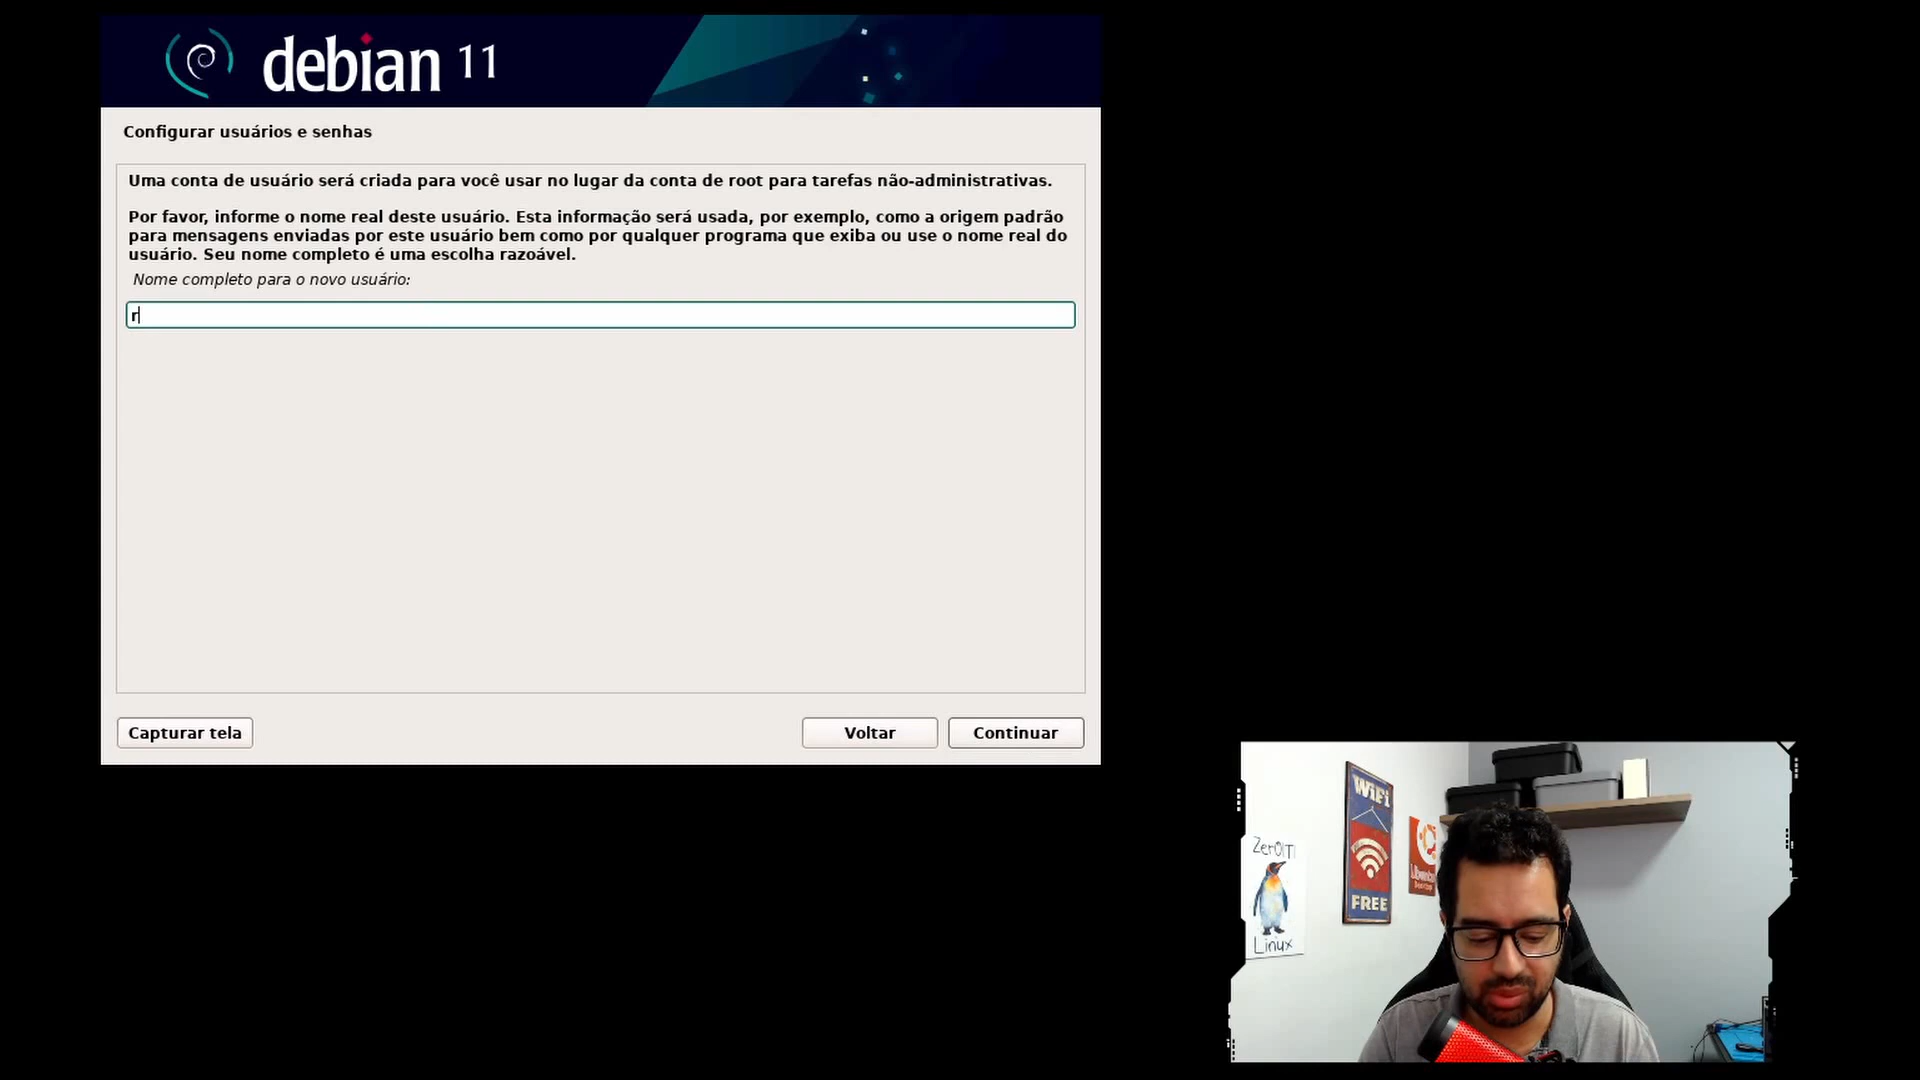 debian 11
Configurar usuários e senhas
Uma conta de usuário será criada para você usar no lugar da conta de root para tarefas não-administrativas.
Por favor, informe o nome real deste usuário. Esta informação será usada, por exemplo, como a origem padrão
para mensagens enviadas por este usuário bem como por qualquer programa que exiba ou use o nome real do
usuário. Seu nome completo é uma escolha razoável.
Nome completo para o novo usuário:
r
Capturar tela
Voltar
Continuar
WiFi
FREE
Zer0iTi
Linux
Ubuntu